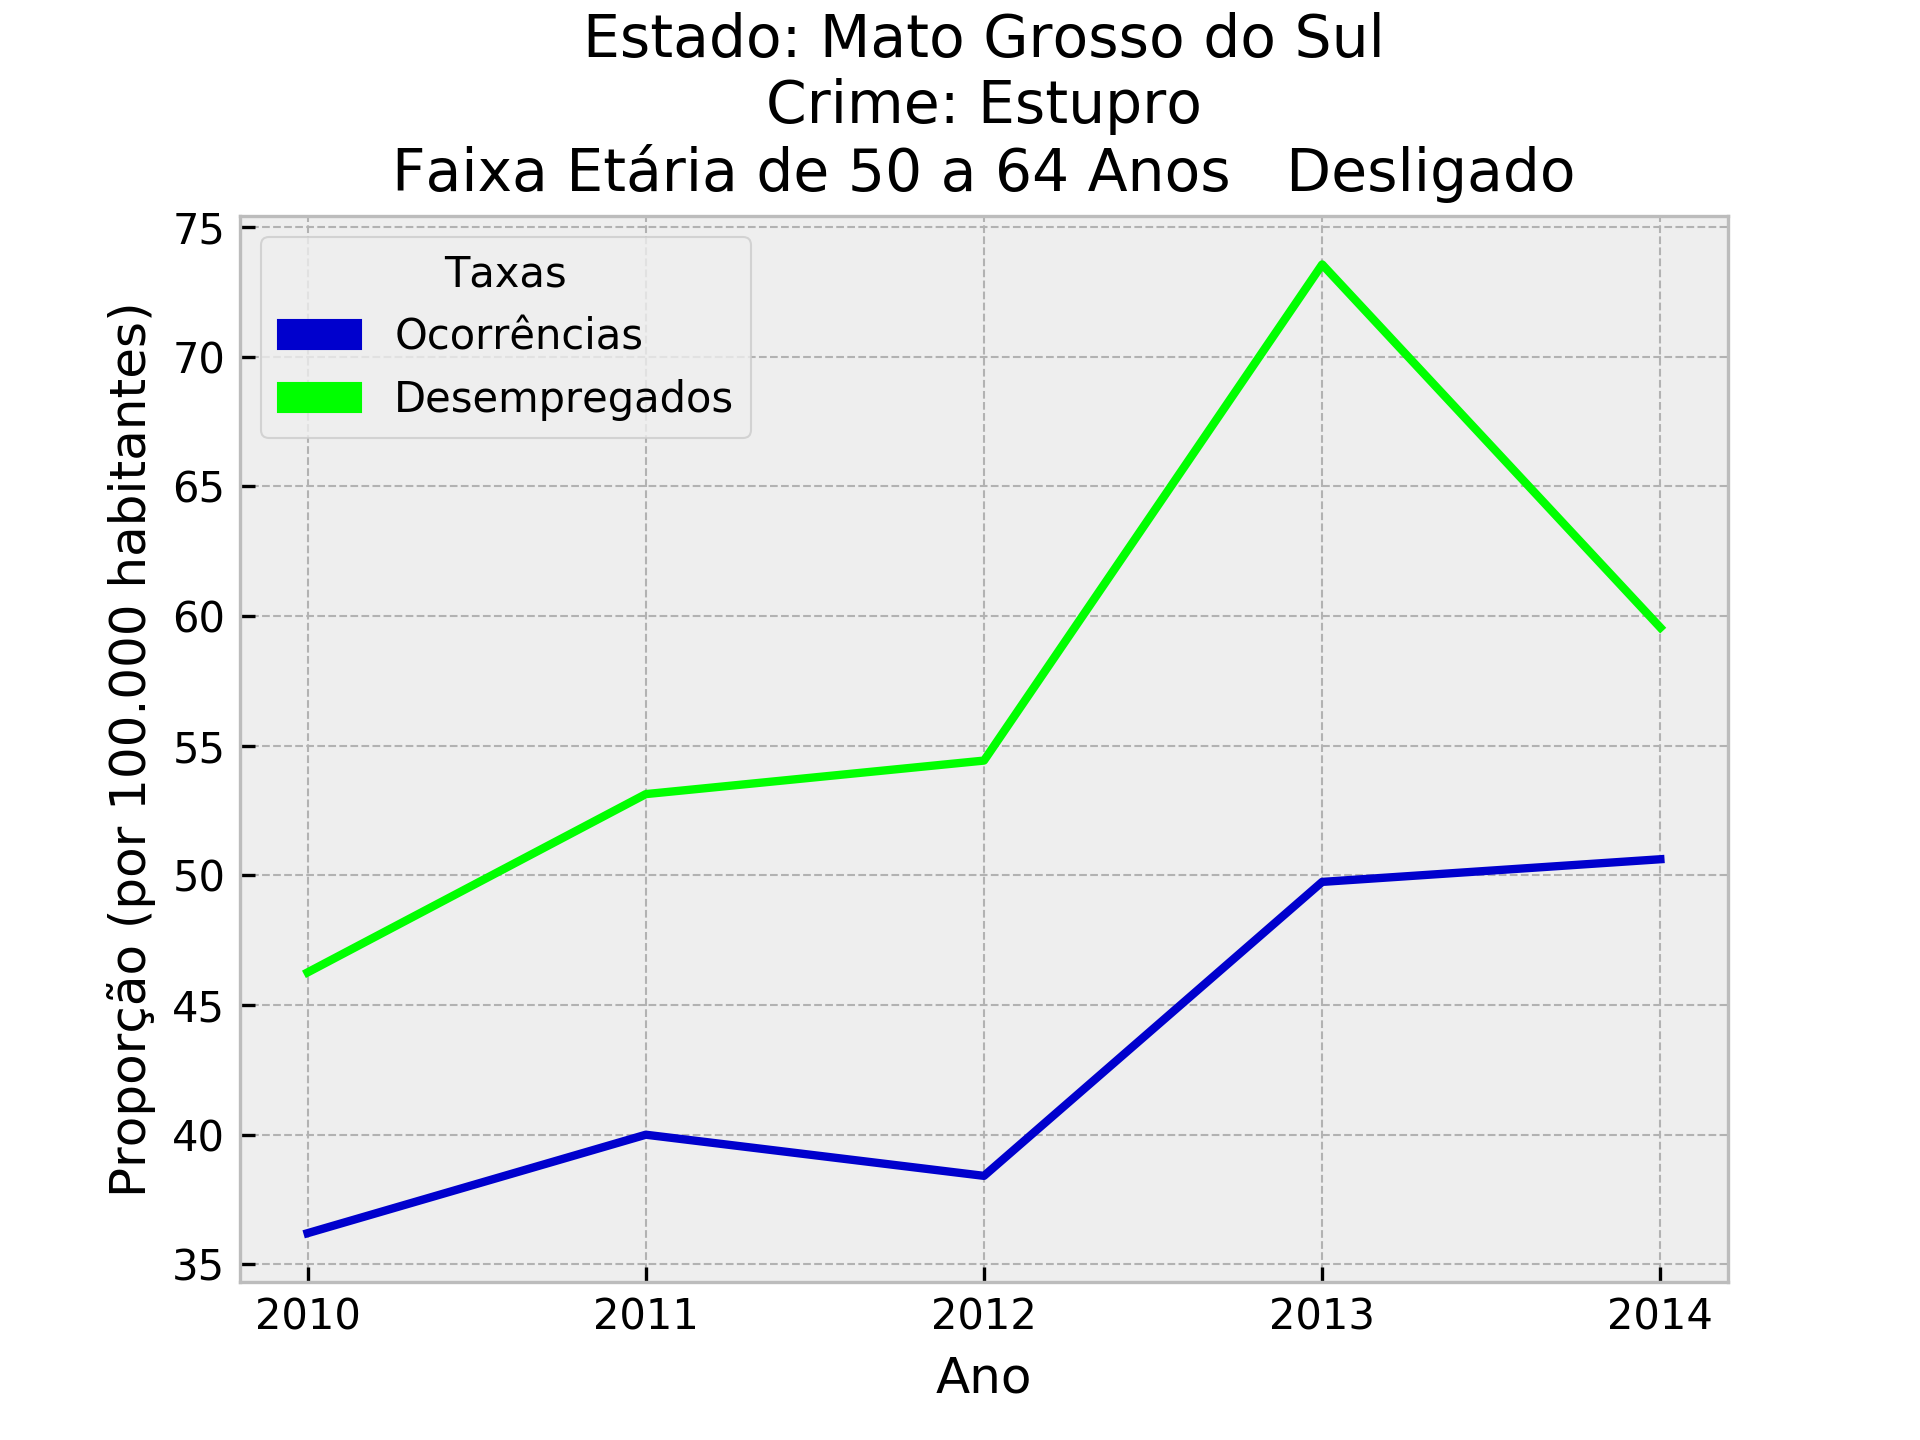 Estado: Mato Grosso do Sul
Crime: Estupro
Faixa Etária de 50 a 64 Anos   Desligado
Proporção (por 100.000 habitantes)
75
70
65
60
55
50
45
40
35
Taxas
Ocorrências
Desempregados
2010 2011 2012 2013 2014
Ano